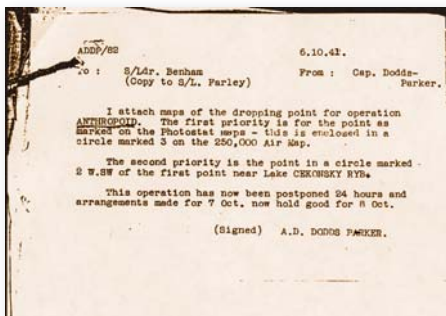 ADDP/82 6.10.41.
To : S/Ldr. Benham From : Cap. Dodds-
(Copy to S/L. Farley) Parker.
I attach maps of the dropping point for operation
ANTHROPOID. The first priority is for the point as
marked on the Photostat maps - this is enclosed in a
circle marked 3 on the 250,000 Air Map.
The second priority is the point in a circle marked
2 W.SW of the first point near Lake CEKONSKY RYB.
This operation has now been postponed 24 hours and
arrangements made for 7 Oct. now hold good for 8 Oct.
(Signed) A.D. DODDS PARKER.